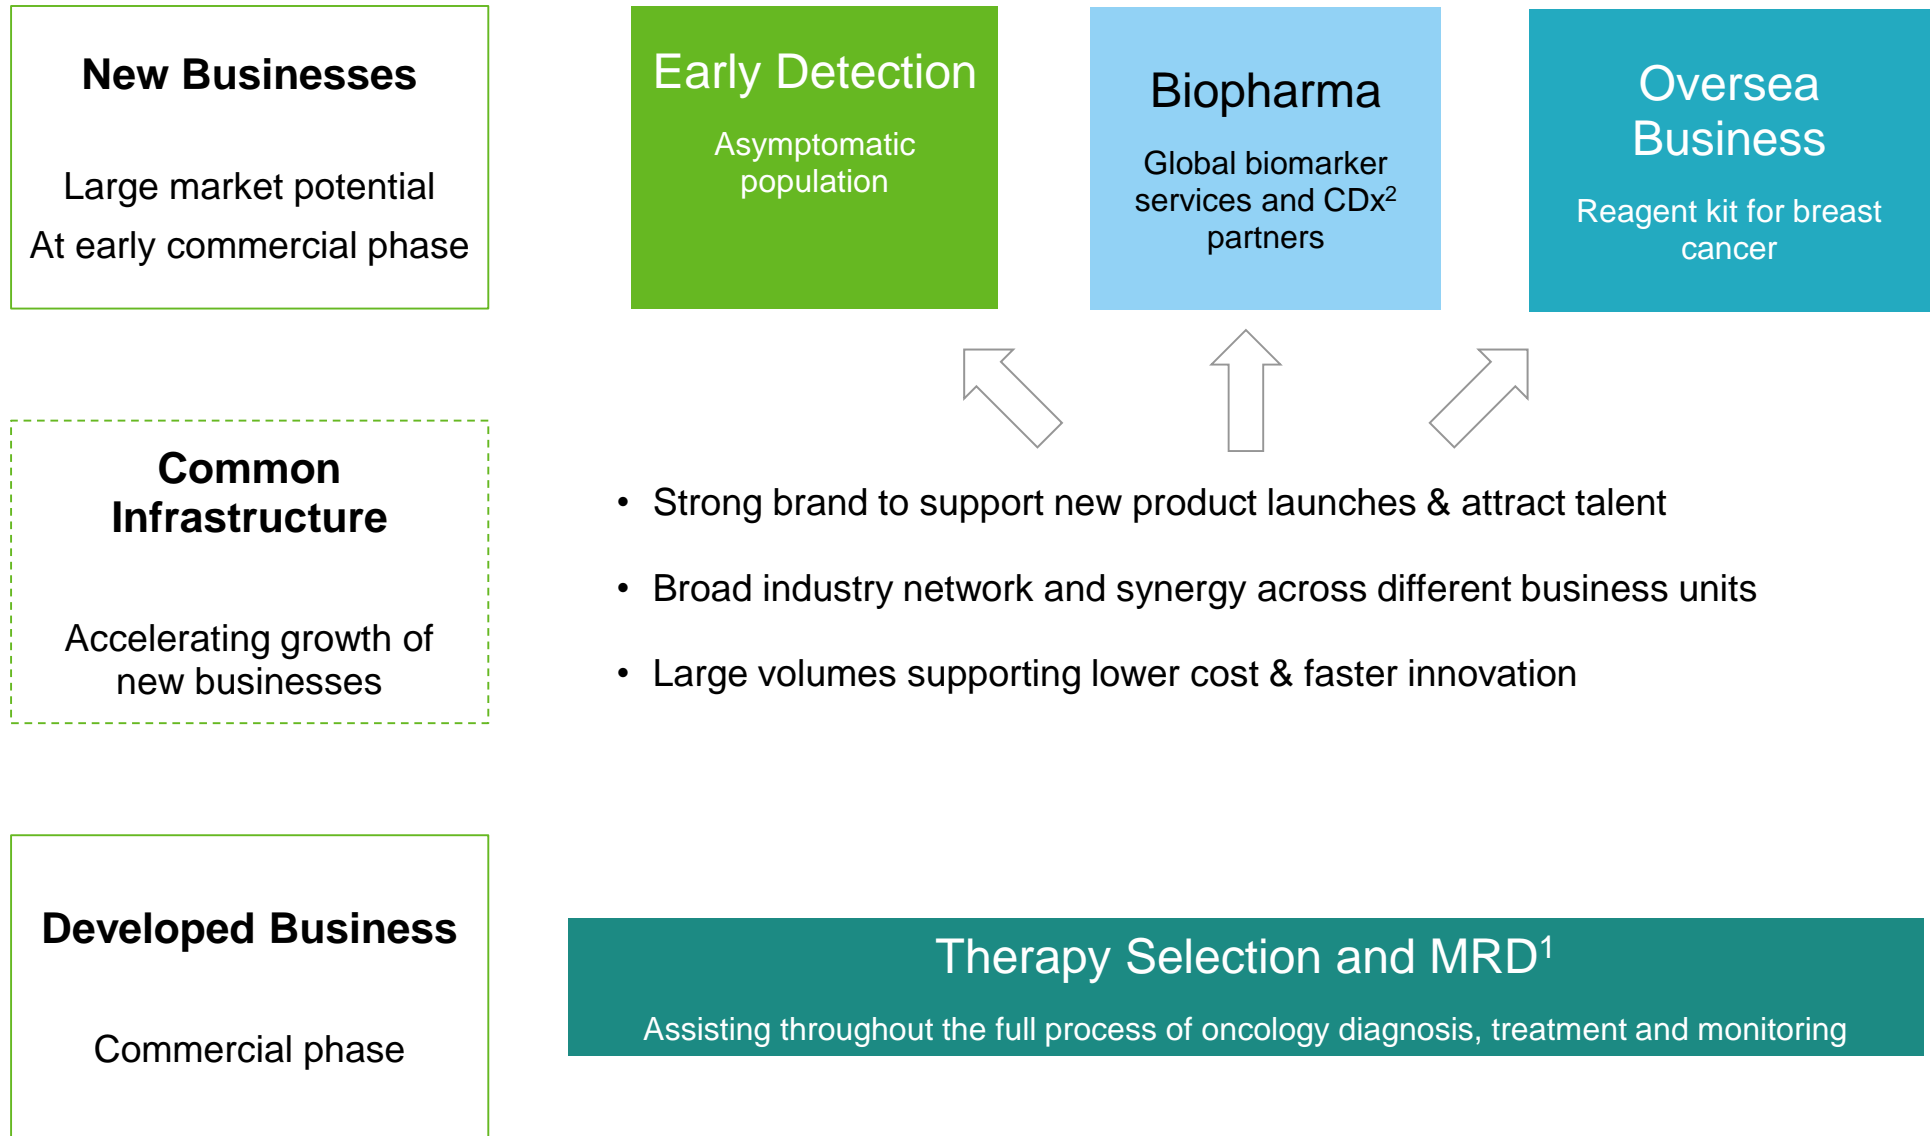 New Businesses
Large market potential
At early commercial phase
Early Detection
Asymptomatic
population
Biopharma
Global biomarker
services and CDx²
partners
Oversea
Business
Reagent kit for breast
cancer
Common
Infrastructure
Accelerating growth of
new businesses
• Strong brand to support new product launches & attract talent
• Broad industry network and synergy across different business units
• Large volumes supporting lower cost & faster innovation
Developed Business
Commercial phase
Therapy Selection and MRD¹
Assisting throughout the full process of oncology diagnosis, treatment and monitoring